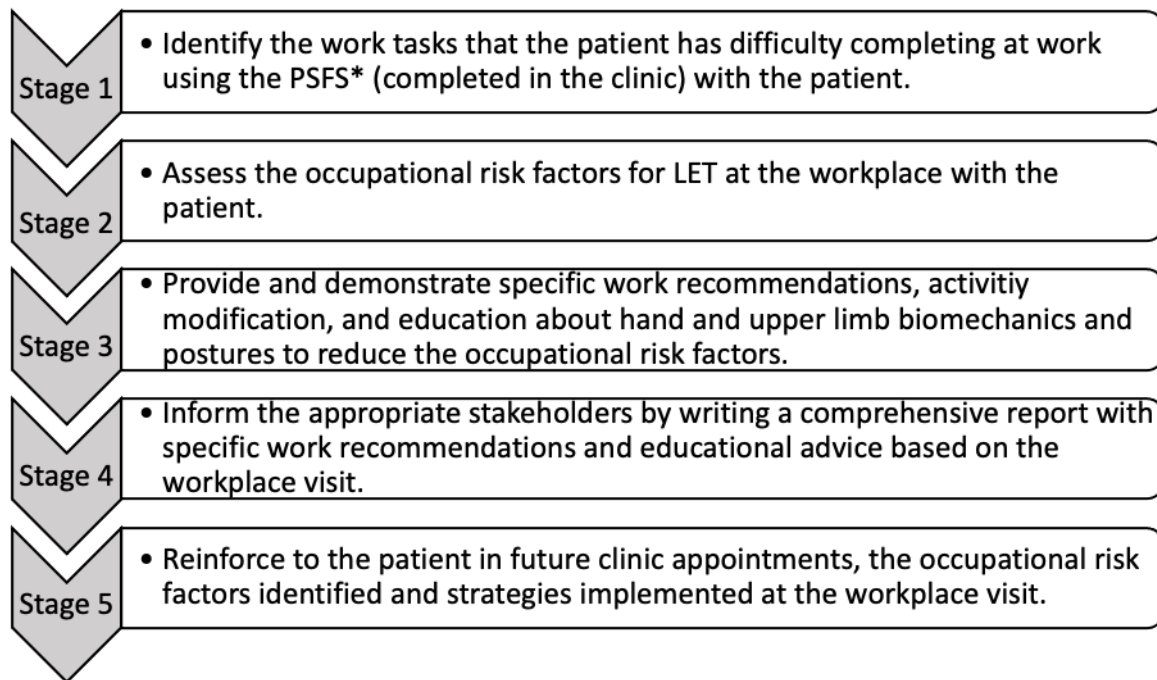 Stage 1
• Identify the work tasks that the patient has difficulty completing at work
using the PSFS* (completed in the clinic) with the patient.
Stage 2
• Assess the occupational risk factors for LET at the workplace with the
patient.
Stage 3
• Provide and demonstrate specific work recommendations, activitiy
modification, and education about hand and upper limb biomechanics and
postures to reduce the occupational risk factors.
Stage 4
• Inform the appropriate stakeholders by writing a comprehensive report with
specific work recommendations and educational advice based on the
workplace visit.
Stage 5
• Reinforce to the patient in future clinic appointments, the occupational risk
factors identified and strategies implemented at the workplace visit.